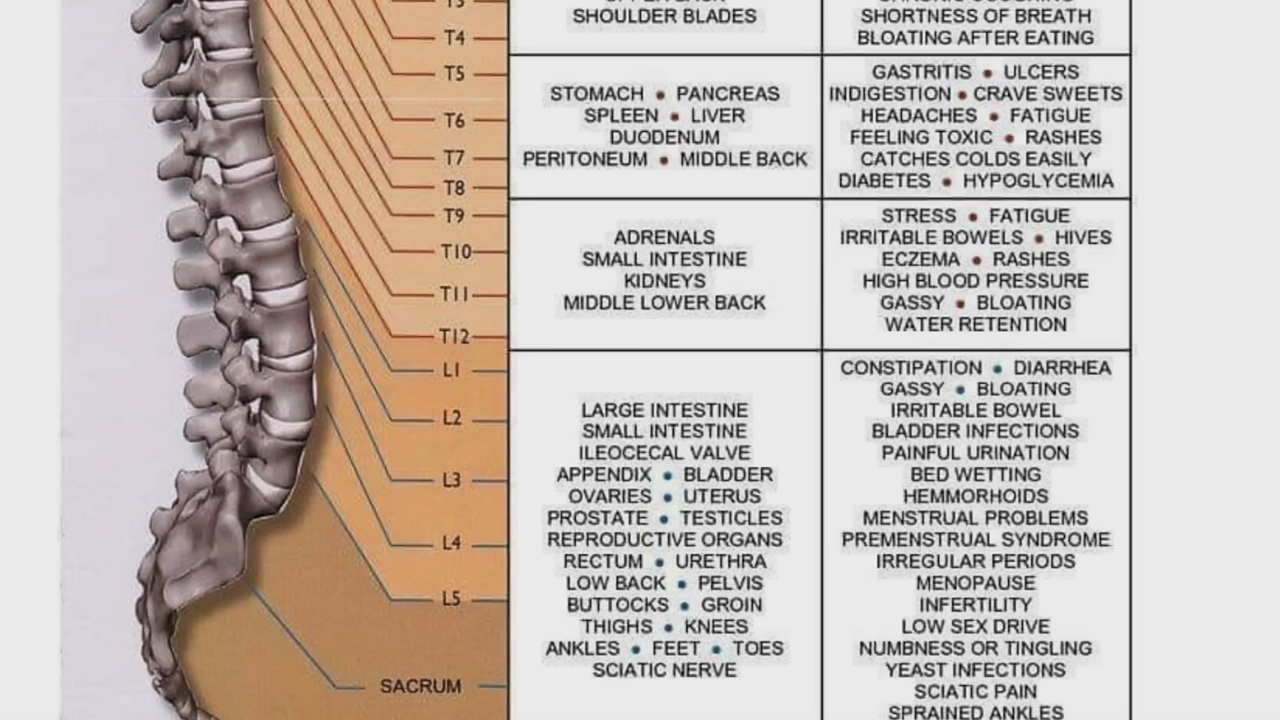 T4
T5
T6
T7
T8
T9
T10
T11
T12
L1
L2
L3
L4
L5
SACRUM
SHOULDER BLADES
STOMACH • PANCREAS
SPLEEN • LIVER
DUODENUM
PERITONEUM • MIDDLE BACK
ADRENALS
SMALL INTESTINE
KIDNEYS
MIDDLE LOWER BACK
LARGE INTESTINE
SMALL INTESTINE
ILEOCECAL VALVE
APPENDIX • BLADDER
OVARIES • UTERUS
PROSTATE • TESTICLES
REPRODUCTIVE ORGANS
RECTUM • URETHRA
LOW BACK • PELVIS
BUTTOCKS • GROIN
THIGHS • KNEES
ANKLES • FEET • TOES
SCIATIC NERVE
SHORTNESS OF BREATH
BLOATING AFTER EATING
GASTRITIS • ULCERS
INDIGESTION • CRAVE SWEETS
HEADACHES • FATIGUE
FEELING TOXIC • RASHES
CATCHES COLDS EASILY
DIABETES • HYPOGLYCEMIA
STRESS • FATIGUE
IRRITABLE BOWELS • HIVES
ECZEMA • RASHES
HIGH BLOOD PRESSURE
GASSY • BLOATING
WATER RETENTION
CONSTIPATION • DIARRHEA
GASSY • BLOATING
IRRITABLE BOWEL
BLADDER INFECTIONS
PAINFUL URINATION
BED WETTING
HEMMORHOIDS
MENSTRUAL PROBLEMS
PREMENSTRUAL SYNDROME
IRREGULAR PERIODS
MENOPAUSE
INFERTILITY
LOW SEX DRIVE
NUMBNESS OR TINGLING
YEAST INFECTIONS
SCIATIC PAIN
SPRAINED ANKLES